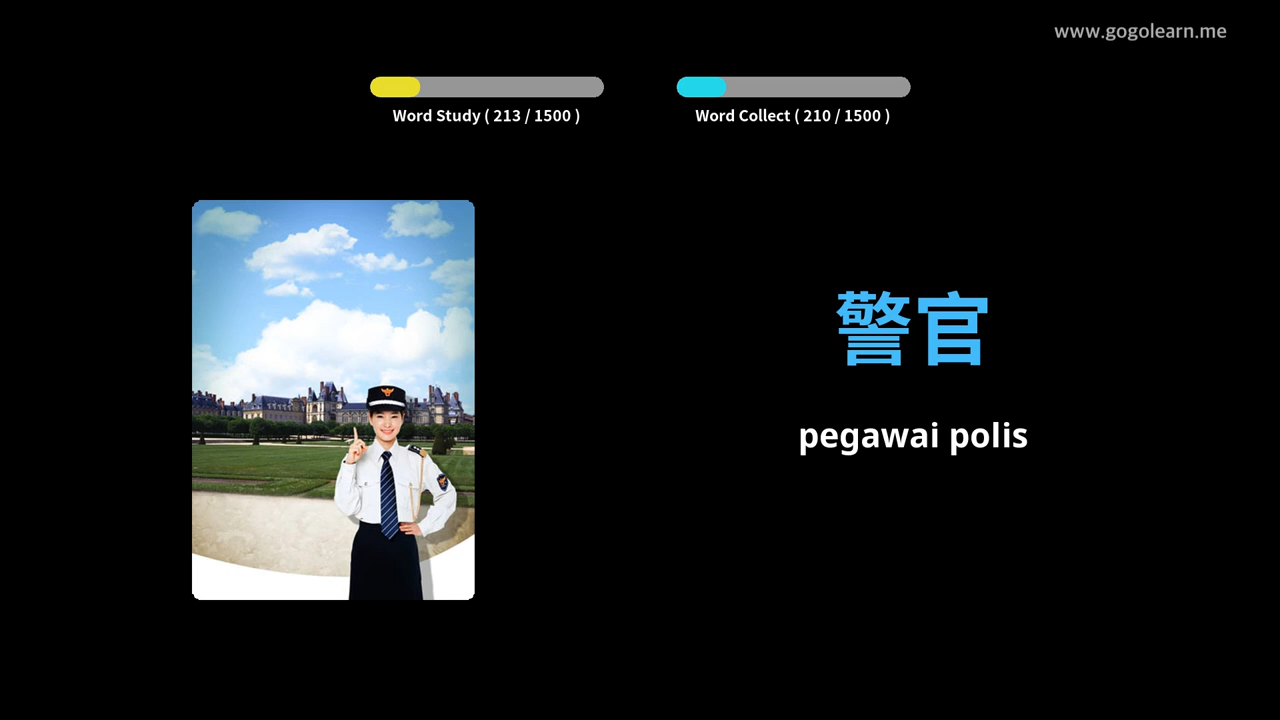 www.gogolearn.me
Word Study ( 213 / 1500 )
Word Collect ( 210 / 1500 )
警官
pegawai polis